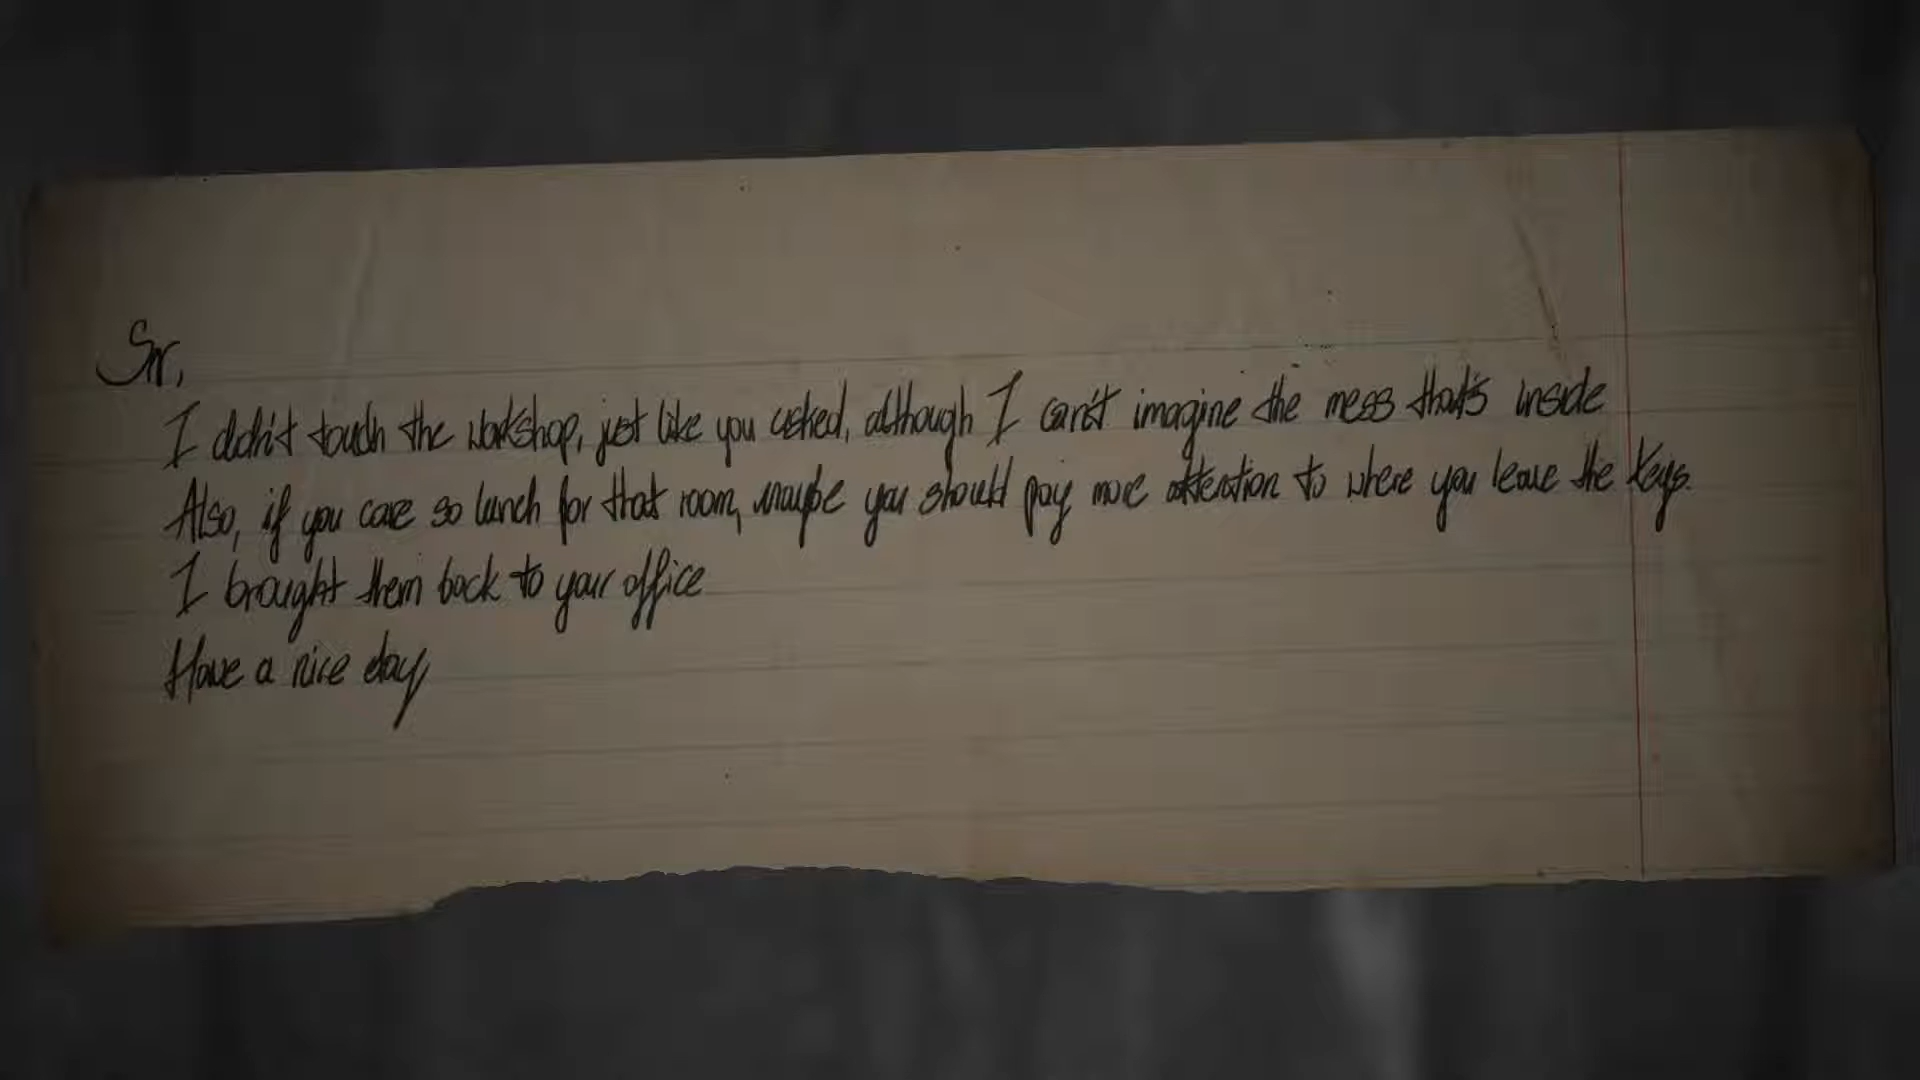 Sir,
I didn't touch the workshop, just like you asked, although I can't imagine the mess that's inside
Also, if you care so lunch for that room, maybe you should pay more attention to where you leave the keys.
I brought them back to your office
Have a nice day